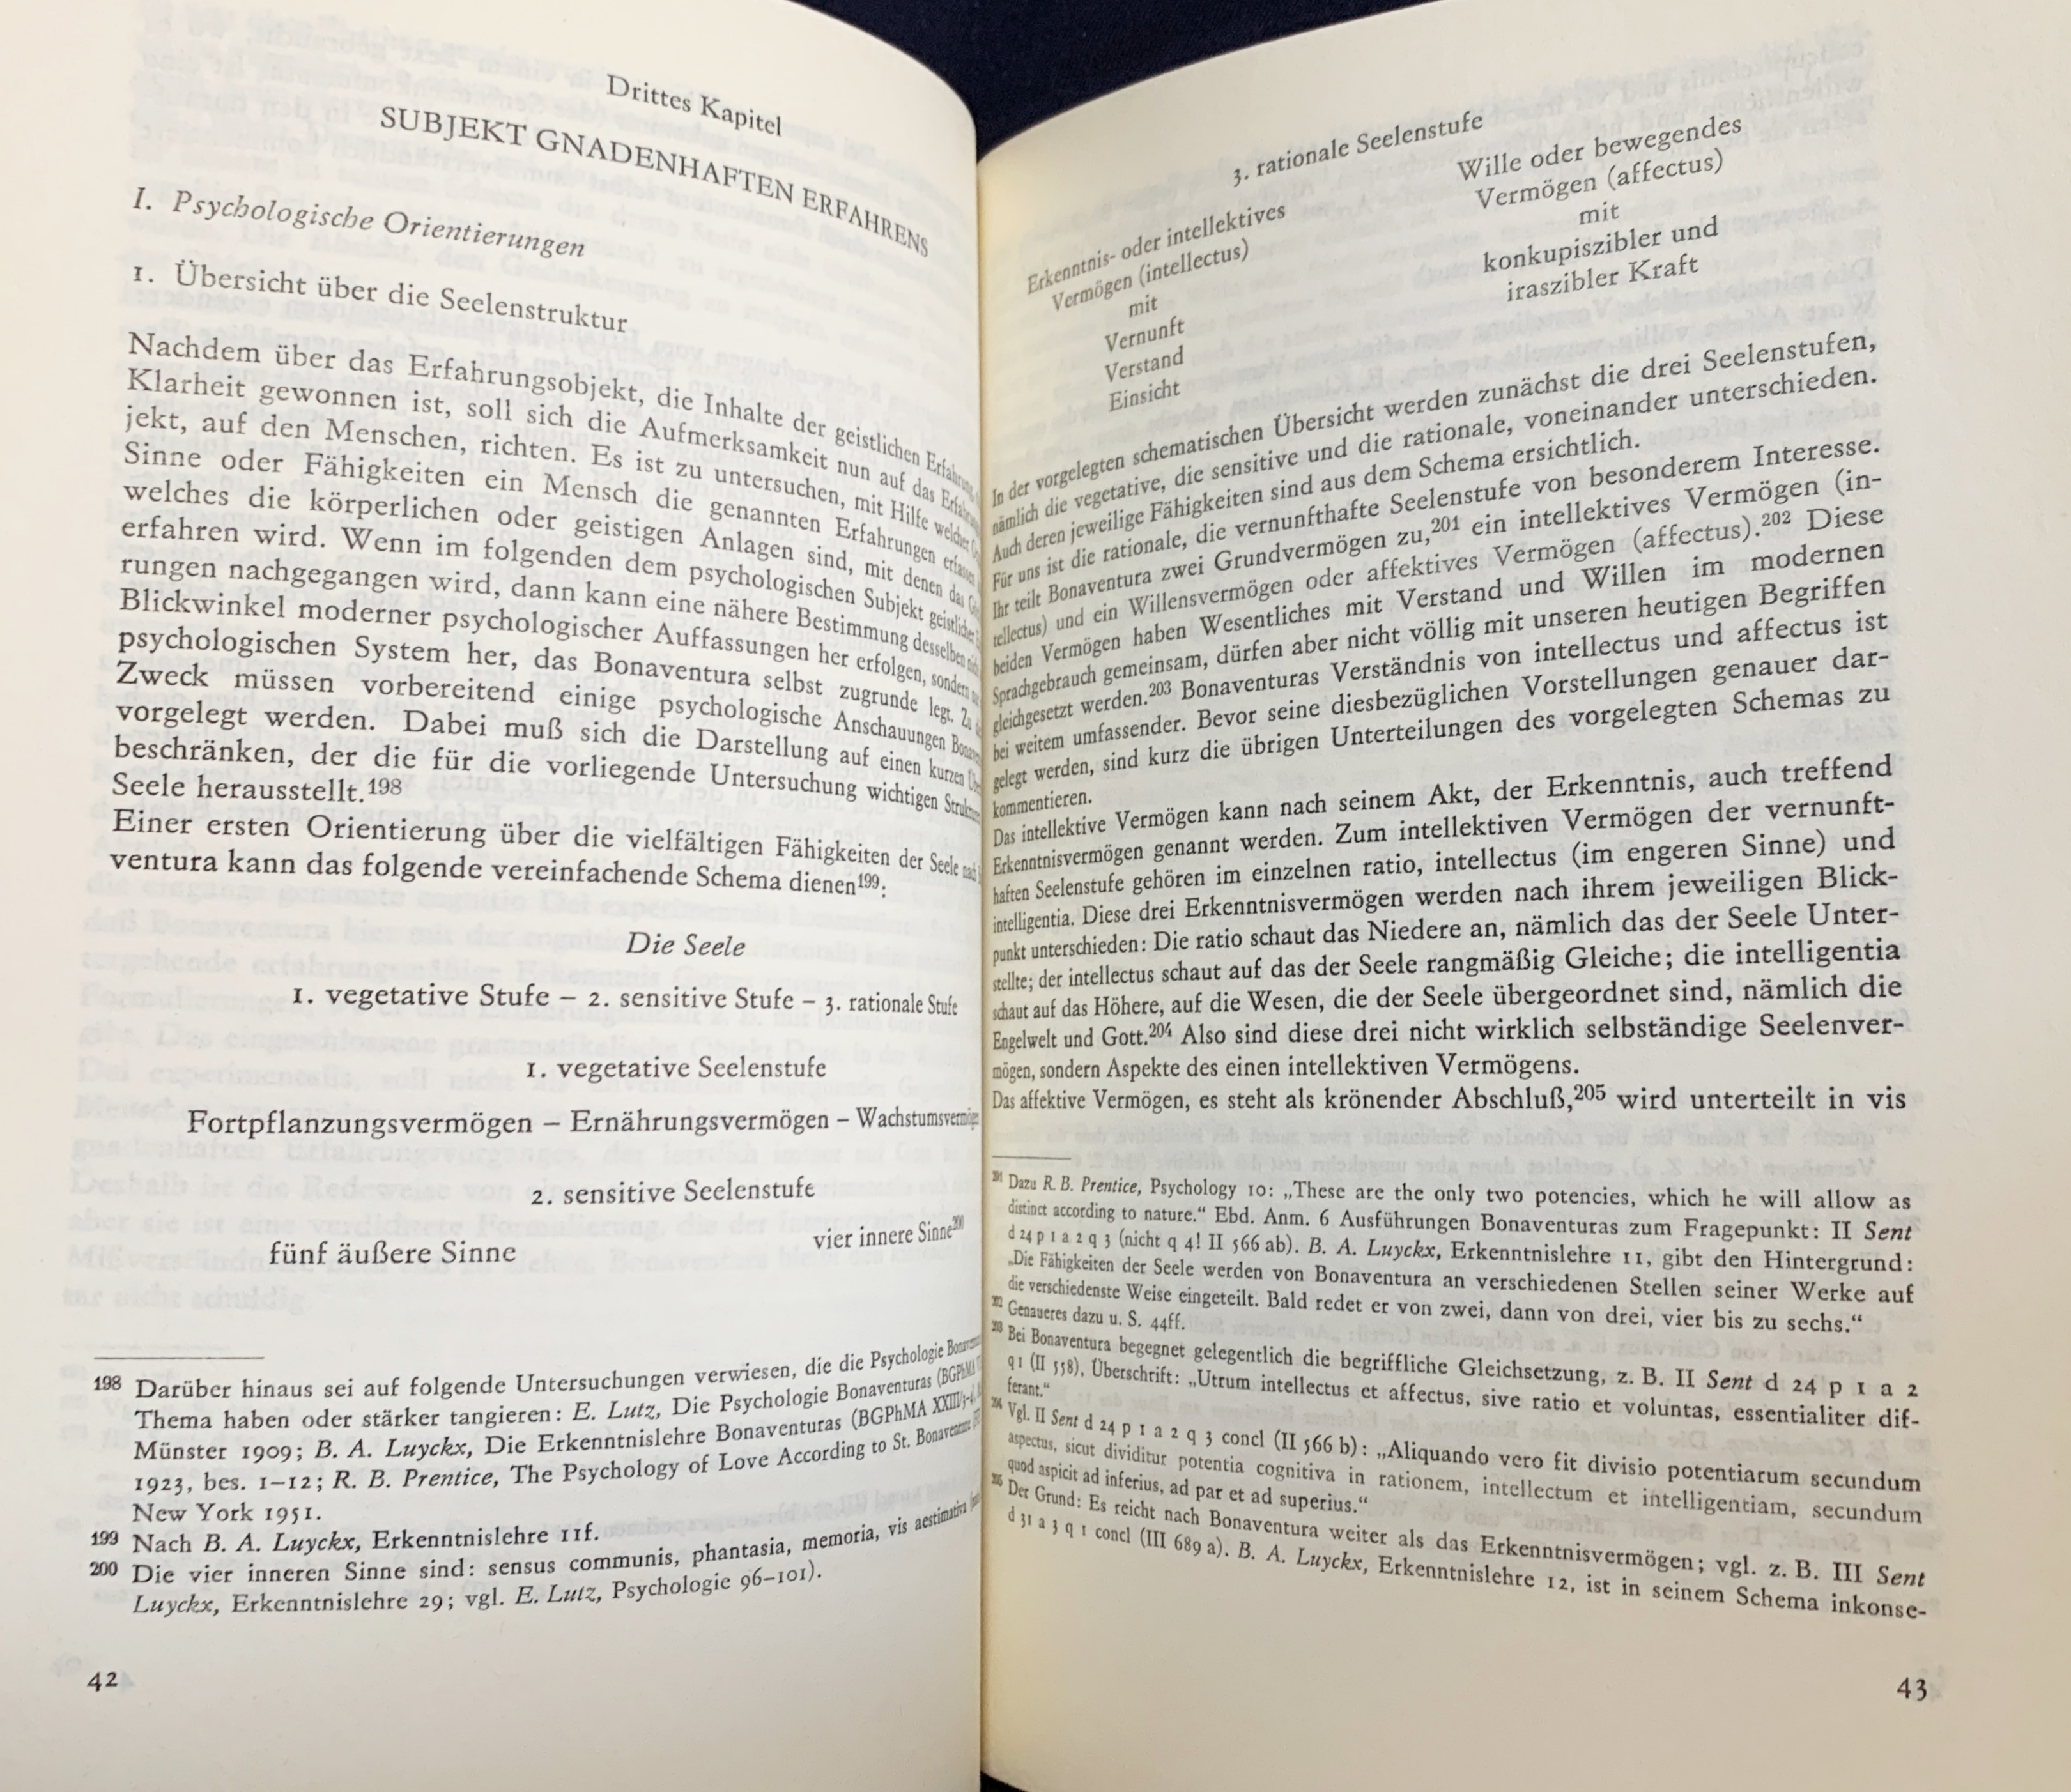 Drittes Kapitel
SUBJEKT GNADENHAFTEN ERFAHRENS
I. Psychologische Orientierungen
1. Übersicht über die Seelenstruktur
Nachdem über das Erfahrungsobjekt, die Inhalte der geistlichen
Klarheit gewonnen ist, soll sich die Aufmerksamkeit nun auf das
jekt, auf den Menschen, richten. Es ist zu untersuchen, mit Hilfe welcher
Sinne oder Fähigkeiten ein Mensch die genannten Erfahrungen
welches die körperlichen oder geistigen Anlagen sind, mit denen das
erfahren wird. Wenn im folgenden dem psychologischen Subjekt
rungen nachgegangen wird, dann kann eine nähere Bestimmung desselben
Blickwinkel moderner psychologischer Auffassungen her erfolgen, sondern
psychologischen System her, das Bonaventura selbst zugrunde legt.
Zweck müssen vorbereitend einige psychologische Anschauungen
vorgelegt werden. Dabei muß sich die Darstellung auf einen kurzen
beschränken, der die für die vorliegende Untersuchung wichtigen
Seele herausstellt.198
Einer ersten Orientierung über die vielfältigen Fähigkeiten der Seele
ventura kann das folgende vereinfachende Schema dienen199:
Die Seele
1. vegetative Stufe – 2. sensitive Stufe – 3. rationale Stufe
1. vegetative Seelenstufe
Fortpflanzungsvermögen – Ernährungsvermögen –
2. sensitive Seelenstufe
fünf äußere Sinne vier innere Sinne200
198 Darüber hinaus sei auf folgende Untersuchungen verwiesen, die die Psychologie
Thema haben oder stärker tangieren: E. Lutz, Die Psychologie Bonaventuras (BGPhMA
Münster 1909; B. A. Luyckx, Die Erkenntnislehre Bonaventuras (BGPhMA XXIII/3-4,
1923, bes. 1–12; R. B. Prentice, The Psychology of Love According to St.
New York 1951.
199 Nach B. A. Luyckx, Erkenntnislehre 11f.
200 Die vier inneren Sinne sind: sensus communis, phantasia, memoria, vis aestimativa
Luyckx, Erkenntnislehre 29; vgl. E. Lutz, Psychologie 96–101).
42
3. rationale Seelenstufe
Erkenntnis- oder intellektives
Vermögen (intellectus)
mit
Vernunft
Verstand
Einsicht
Wille oder bewegendes
Vermögen (affectus)
mit
konkupiszibler und
iraszibler Kraft
In der vorgelegten schematischen Übersicht werden zunächst die drei Seelenstufen,
nämlich die vegetative, die sensitive und die rationale, voneinander unterschieden.
Auch deren jeweilige Fähigkeiten sind aus dem Schema ersichtlich.
Für uns ist die rationale, die vernunfthafte Seelenstufe von besonderem Interesse.
Ihr teilt Bonaventura zwei Grundvermögen zu,201 ein intellektives Vermögen (in-
tellectus) und ein Willensvermögen oder affektives Vermögen (affectus).202 Diese
beiden Vermögen haben Wesentliches mit Verstand und Willen im modernen
Sprachgebrauch gemeinsam, dürfen aber nicht völlig mit unseren heutigen Begriffen
gleichgesetzt werden.203 Bonaventuras Verständnis von intellectus und affectus ist
bei weitem umfassender. Bevor seine diesbezüglichen Vorstellungen genauer dar-
gelegt werden, sind kurz die übrigen Unterteilungen des vorgelegten Schemas zu
kommentieren.
Das intellektive Vermögen kann nach seinem Akt, der Erkenntnis, auch treffend
Erkenntnisvermögen genannt werden. Zum intellektiven Vermögen der vernunft-
haften Seelenstufe gehören im einzelnen ratio, intellectus (im engeren Sinne) und
intelligentia. Diese drei Erkenntnisvermögen werden nach ihrem jeweiligen Blick-
punkt unterschieden: Die ratio schaut das Niedere an, nämlich das der Seele Unter-
stellte; der intellectus schaut auf das der Seele rangmäßig Gleiche; die intelligentia
schaut auf das Höhere, auf die Wesen, die der Seele übergeordnet sind, nämlich die
Engelwelt und Gott.204 Also sind diese drei nicht wirklich selbständige Seelenver-
mögen, sondern Aspekte des einen intellektiven Vermögens.
Das affektive Vermögen, es steht als krönender Abschluß,205 wird unterteilt in vis
201 Dazu R. B. Prentice, Psychology 10: „These are the only two potencies, which he will allow as
distinct according to nature.“ Ebd. Anm. 6 Ausführungen Bonaventuras zum Fragepunkt: II Sent
d 24 p 1 a 2 q 3 (nicht q 4! II 566 ab). B. A. Luyckx, Erkenntnislehre 11, gibt den Hintergrund:
„Die Fähigkeiten der Seele werden von Bonaventura an verschiedenen Stellen seiner Werke auf
die verschiedenste Weise eingeteilt. Bald redet er von zwei, dann von drei, vier bis zu sechs.“
202 Genaueres dazu u. S. 44ff.
203 Bei Bonaventura begegnet gelegentlich die begriffliche Gleichsetzung, z. B. II Sent d 24 p 1 a 2
q 1 (II 558), Überschrift: „Utrum intellectus et affectus, sive ratio et voluntas, essentialiter dif-
ferant.“
204 Vgl. II Sent d 24 p 1 a 2 q 3 concl (II 566 b): „Aliquando vero fit divisio potentiarum secundum
aspectus, sicut dividitur potentia cognitiva in rationem, intellectum et intelligentiam, secundum
quod aspicit ad inferius, ad par et ad superius.“
205 Der Grund: Es reicht nach Bonaventura weiter als das Erkenntnisvermögen; vgl. z. B. III Sent
d 31 a 3 q 1 concl (III 689 a). B. A. Luyckx, Erkenntnislehre 12, ist in seinem Schema inkonse-
43